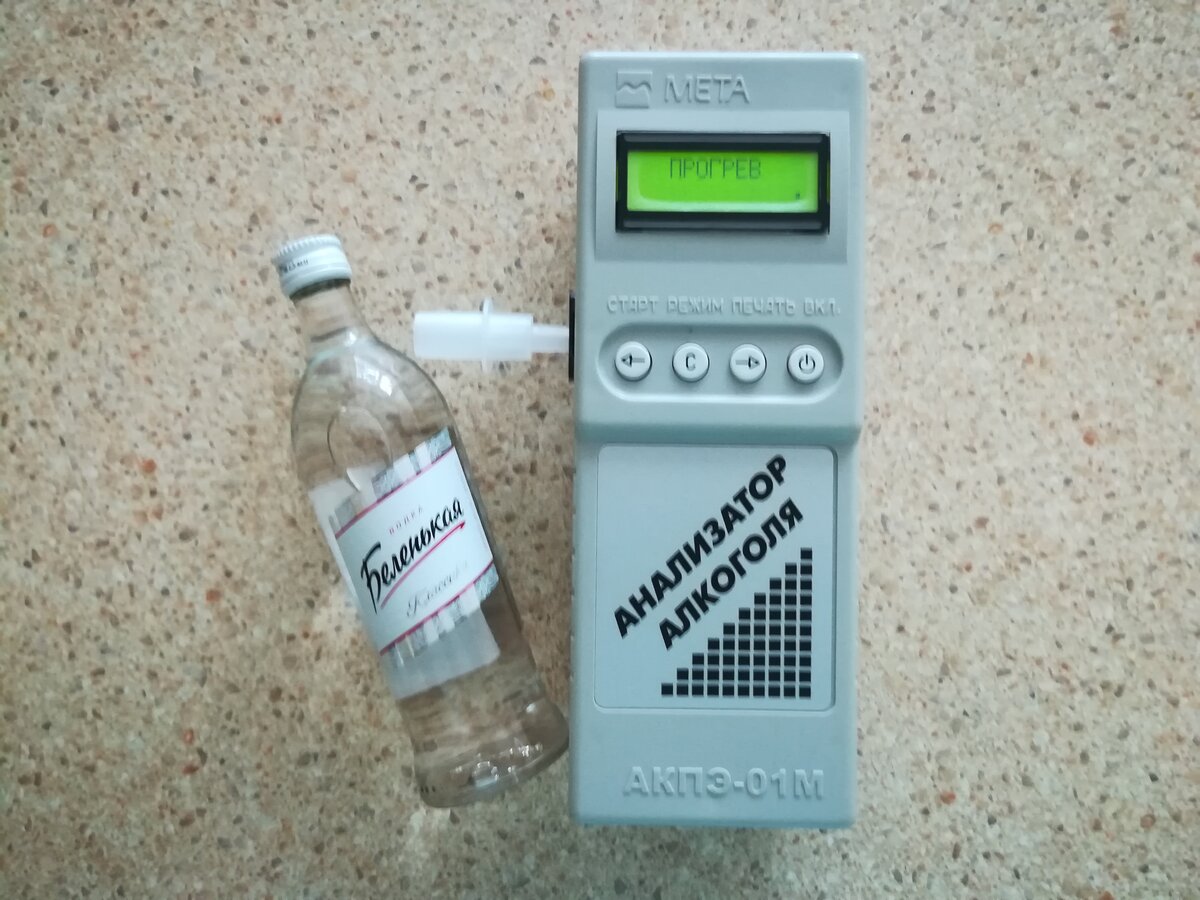 МЕТА
ПРОГРЕВ
СТАРТ РЕЖИМ ПЕЧАТЬ ВКЛ.
С
ВОДКА
Беленькая
АНАЛИЗАТОР
АЛКОГОЛЯ
АКПЭ-01М